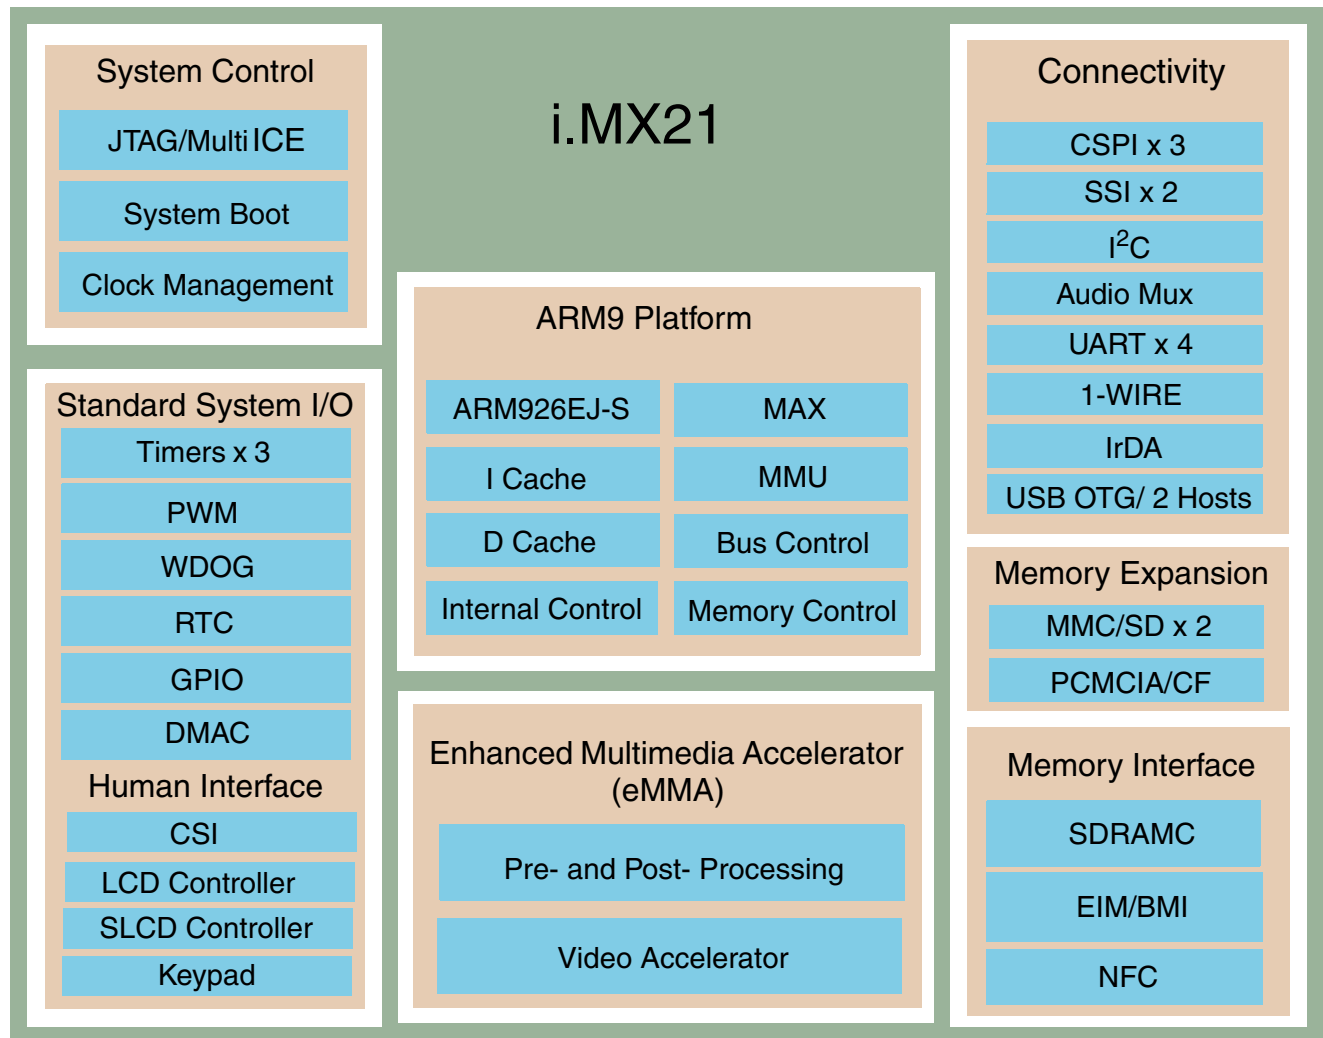 System Control
JTAG/Multi ICE
System Boot
Clock Management
Standard System I/O
Timers x 3
PWM
WDOG
RTC
GPIO
DMAC
Human Interface
CSI
LCD Controller
SLCD Controller
Keypad
i.MX21
ARM9 Platform
ARM926EJ-S
MAX
I Cache
MMU
D Cache
Bus Control
Internal Control
Memory Control
Enhanced Multimedia Accelerator
(eMMA)
Pre- and Post- Processing
Video Accelerator
Connectivity
CSPI x 3
SSI x 2
I²C
Audio Mux
UART x 4
1-WIRE
IrDA
USB OTG/ 2 Hosts
Memory Expansion
MMC/SD x 2
PCMCIA/CF
Memory Interface
SDRAMC
EIM/BMI
NFC